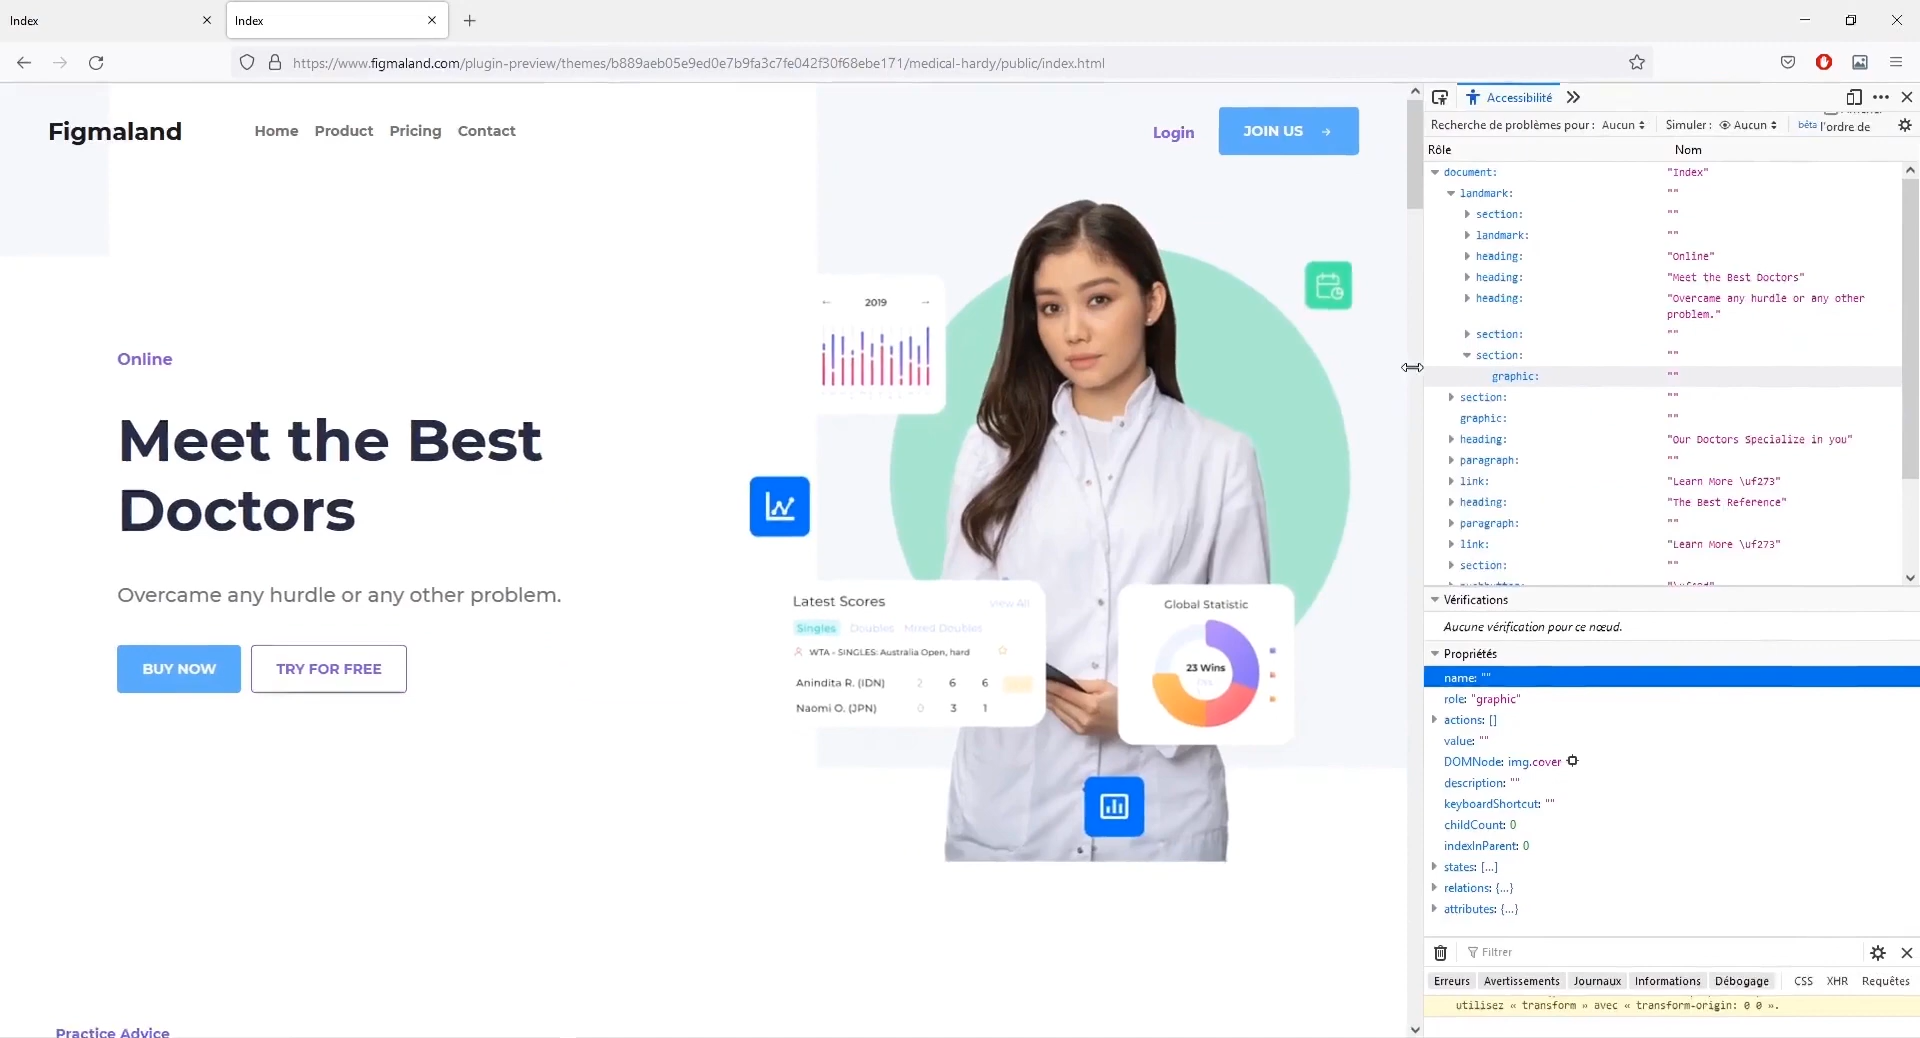 Index
Index
https://www.figmaland.com/plugin-preview/themes/b889aeb05e9ed0e7b9fa3c7fe042f30f68ebe171/medical-hardy/public/index.html
Figmaland
Home Product Pricing Contact
Login
JOIN US →
2019
Online
Meet the Best
Doctors
Overcame any hurdle or any other problem.
BUY NOW
TRY FOR FREE
Latest Scores
View All
Singles Doubles Mixed Doubles
WTA - SINGLES: Australia Open, hard
Anindita R. (IDN) 2 6 6
Naomi O. (JPN) 0 3 1
Global Statistic
23 Wins
Practice Advice
Accessibilité
Recherche de problèmes pour : Aucun
Simuler : Aucun
bêta
l'ordre de
Rôle Nom
document: "Index"
landmark: ""
section: ""
landmark: ""
heading: "Online"
heading: "Meet the Best Doctors"
heading: "Overcame any hurdle or any other
problem."
section: ""
section: ""
graphic: ""
section: ""
graphic: ""
heading: "Our Doctors Specialize in you"
paragraph: ""
link: "Learn More \uf273"
heading: "The Best Reference"
paragraph: ""
link: "Learn More \uf273"
section: ""
Vérifications
Aucune vérification pour ce nœud.
Propriétés
name: ""
role: "graphic"
actions: []
value: ""
DOMNode: img.cover
description: ""
keyboardShortcut: ""
childCount: 0
indexInParent: 0
states: […]
relations: {…}
attributes: {…}
Filtrer
Erreurs Avertissements Journaux Informations Débogage CSS XHR Requêtes
utilisez « transform » avec « transform-origin: 0 0 ».